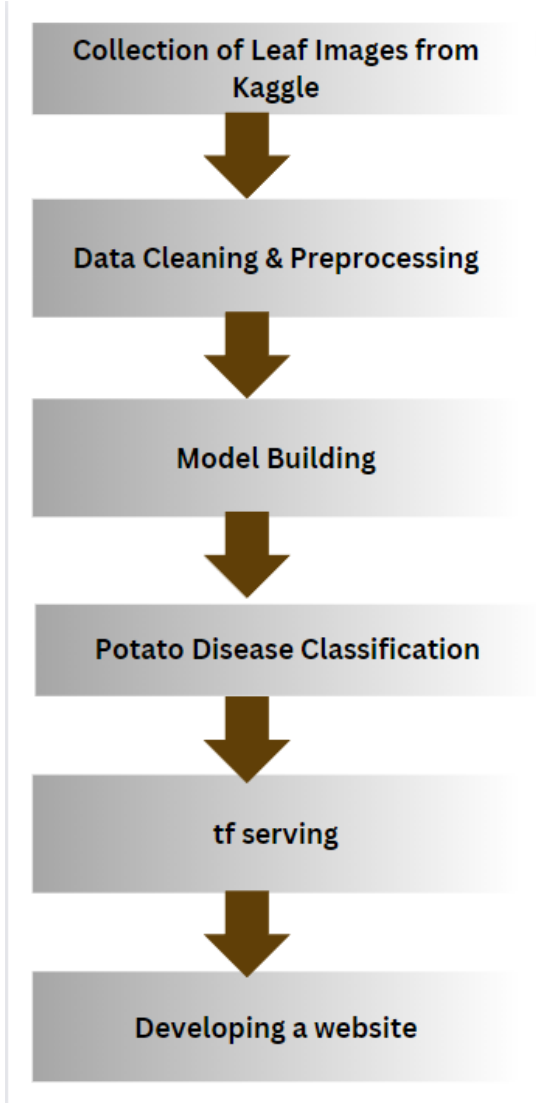 Collection of Leaf Images from
Kaggle
Data Cleaning & Preprocessing
Model Building
Potato Disease Classification
tf serving
Developing a website